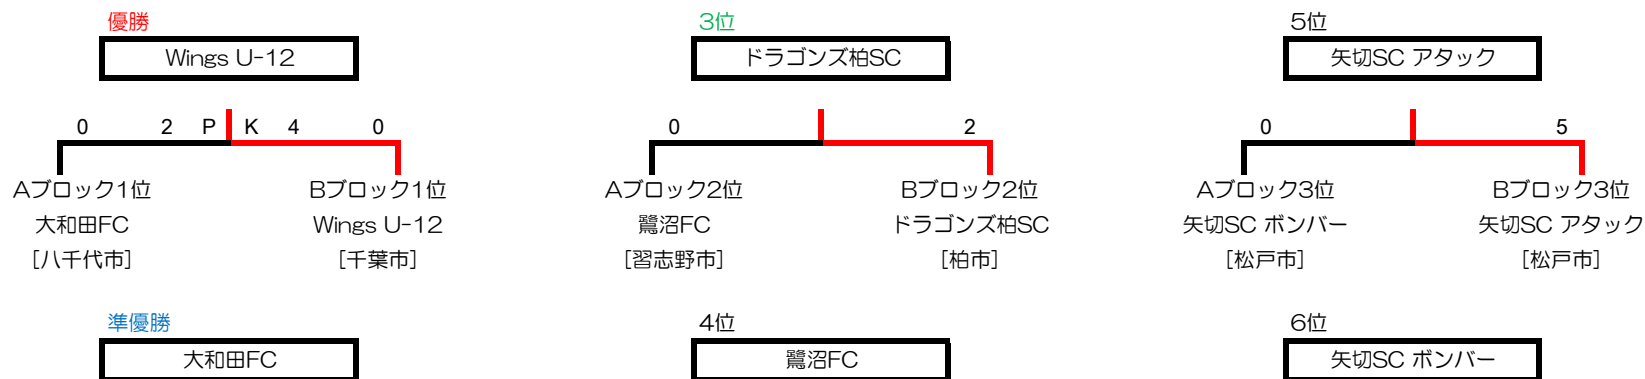 優勝
Wings U-12
0 2 P K 4 0
Aブロック1位 Bブロック1位
大和田FC Wings U-12
[八千代市] [千葉市]
準優勝
大和田FC
3位
ドラゴンズ柏SC
0 2
Aブロック2位 Bブロック2位
鷺沼FC ドラゴンズ柏SC
[習志野市] [柏市]
4位
鷺沼FC
5位
矢切SC アタック
0 5
Aブロック3位 Bブロック3位
矢切SC ボンバー 矢切SC アタック
[松戸市] [松戸市]
6位
矢切SC ボンバー